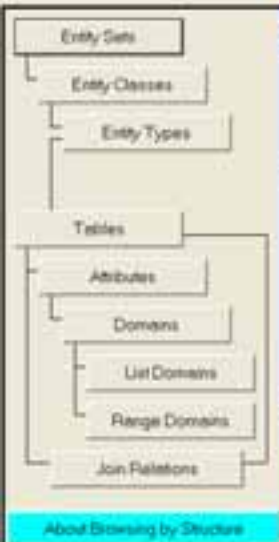 Entity Sets
Entity Classes
Entity Types
Tables
Attributes
Domains
List Domains
Range Domains
Join Relations
About Browsing by Structure